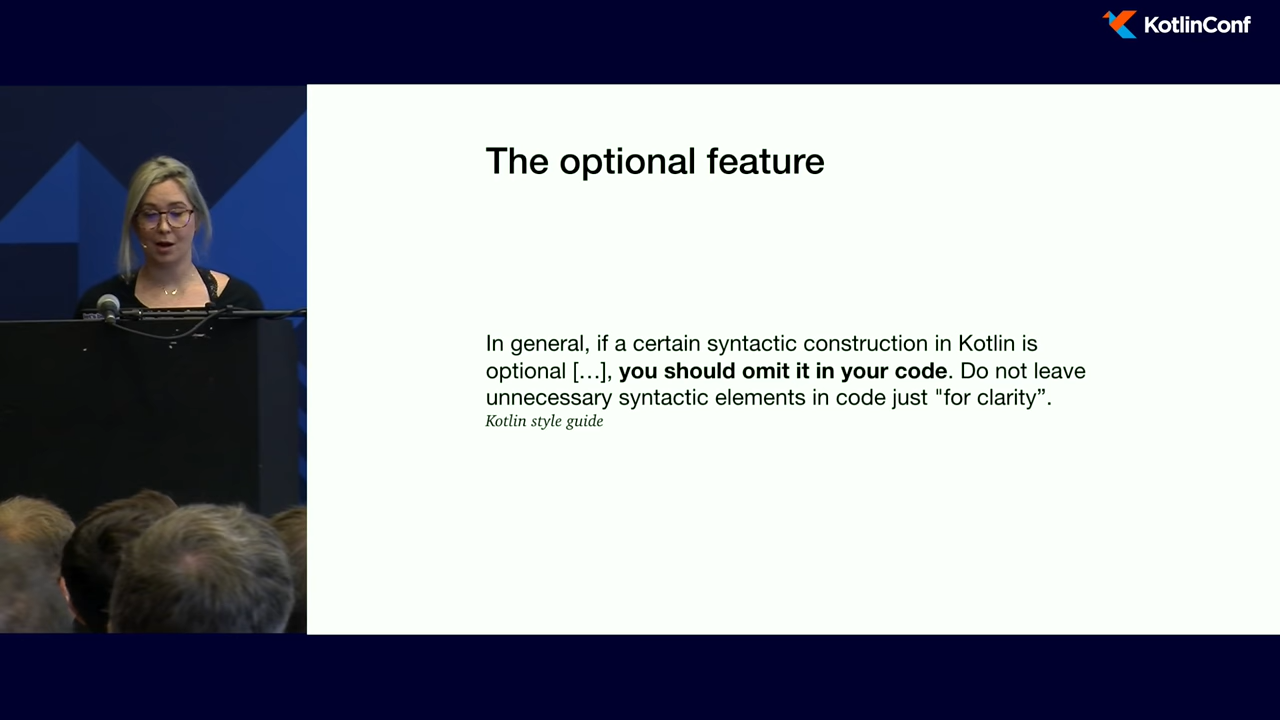 KotlinConf
The optional feature
In general, if a certain syntactic construction in Kotlin is
optional […], you should omit it in your code. Do not leave
unnecessary syntactic elements in code just "for clarity”.
Kotlin style guide